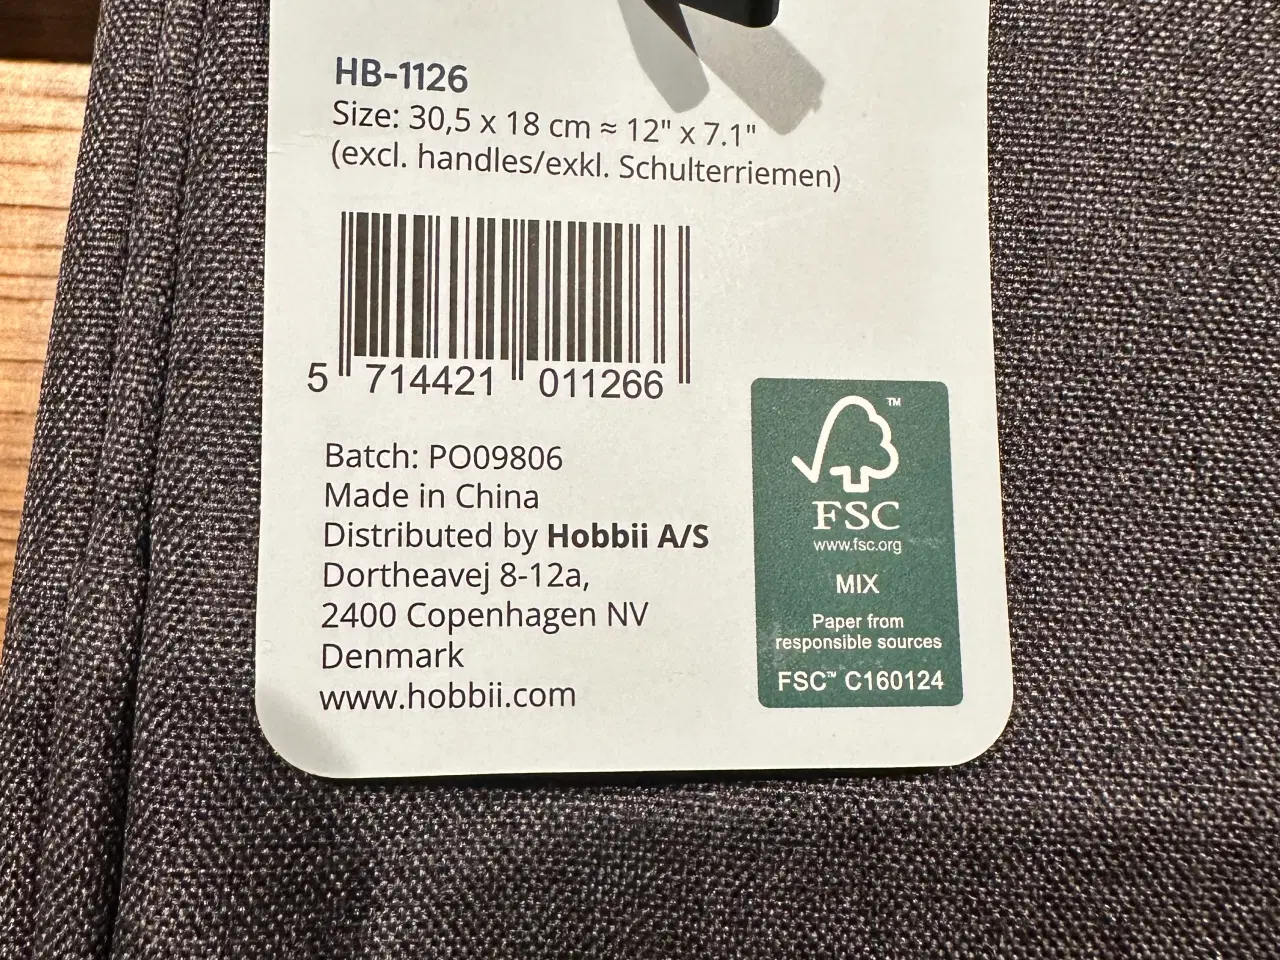 HB-1126
Size: 30,5 x 18 cm ≈ 12" x 7.1"
(excl. handles/exkl. Schulterriemen)
5 714421 011266
Batch: PO09806
Made in China
Distributed by Hobbii A/S
Dortheavej 8-12a,
2400 Copenhagen NV
Denmark
www.hobbii.com
™
FSC
www.fsc.org
MIX
Paper from
responsible sources
FSC™ C160124